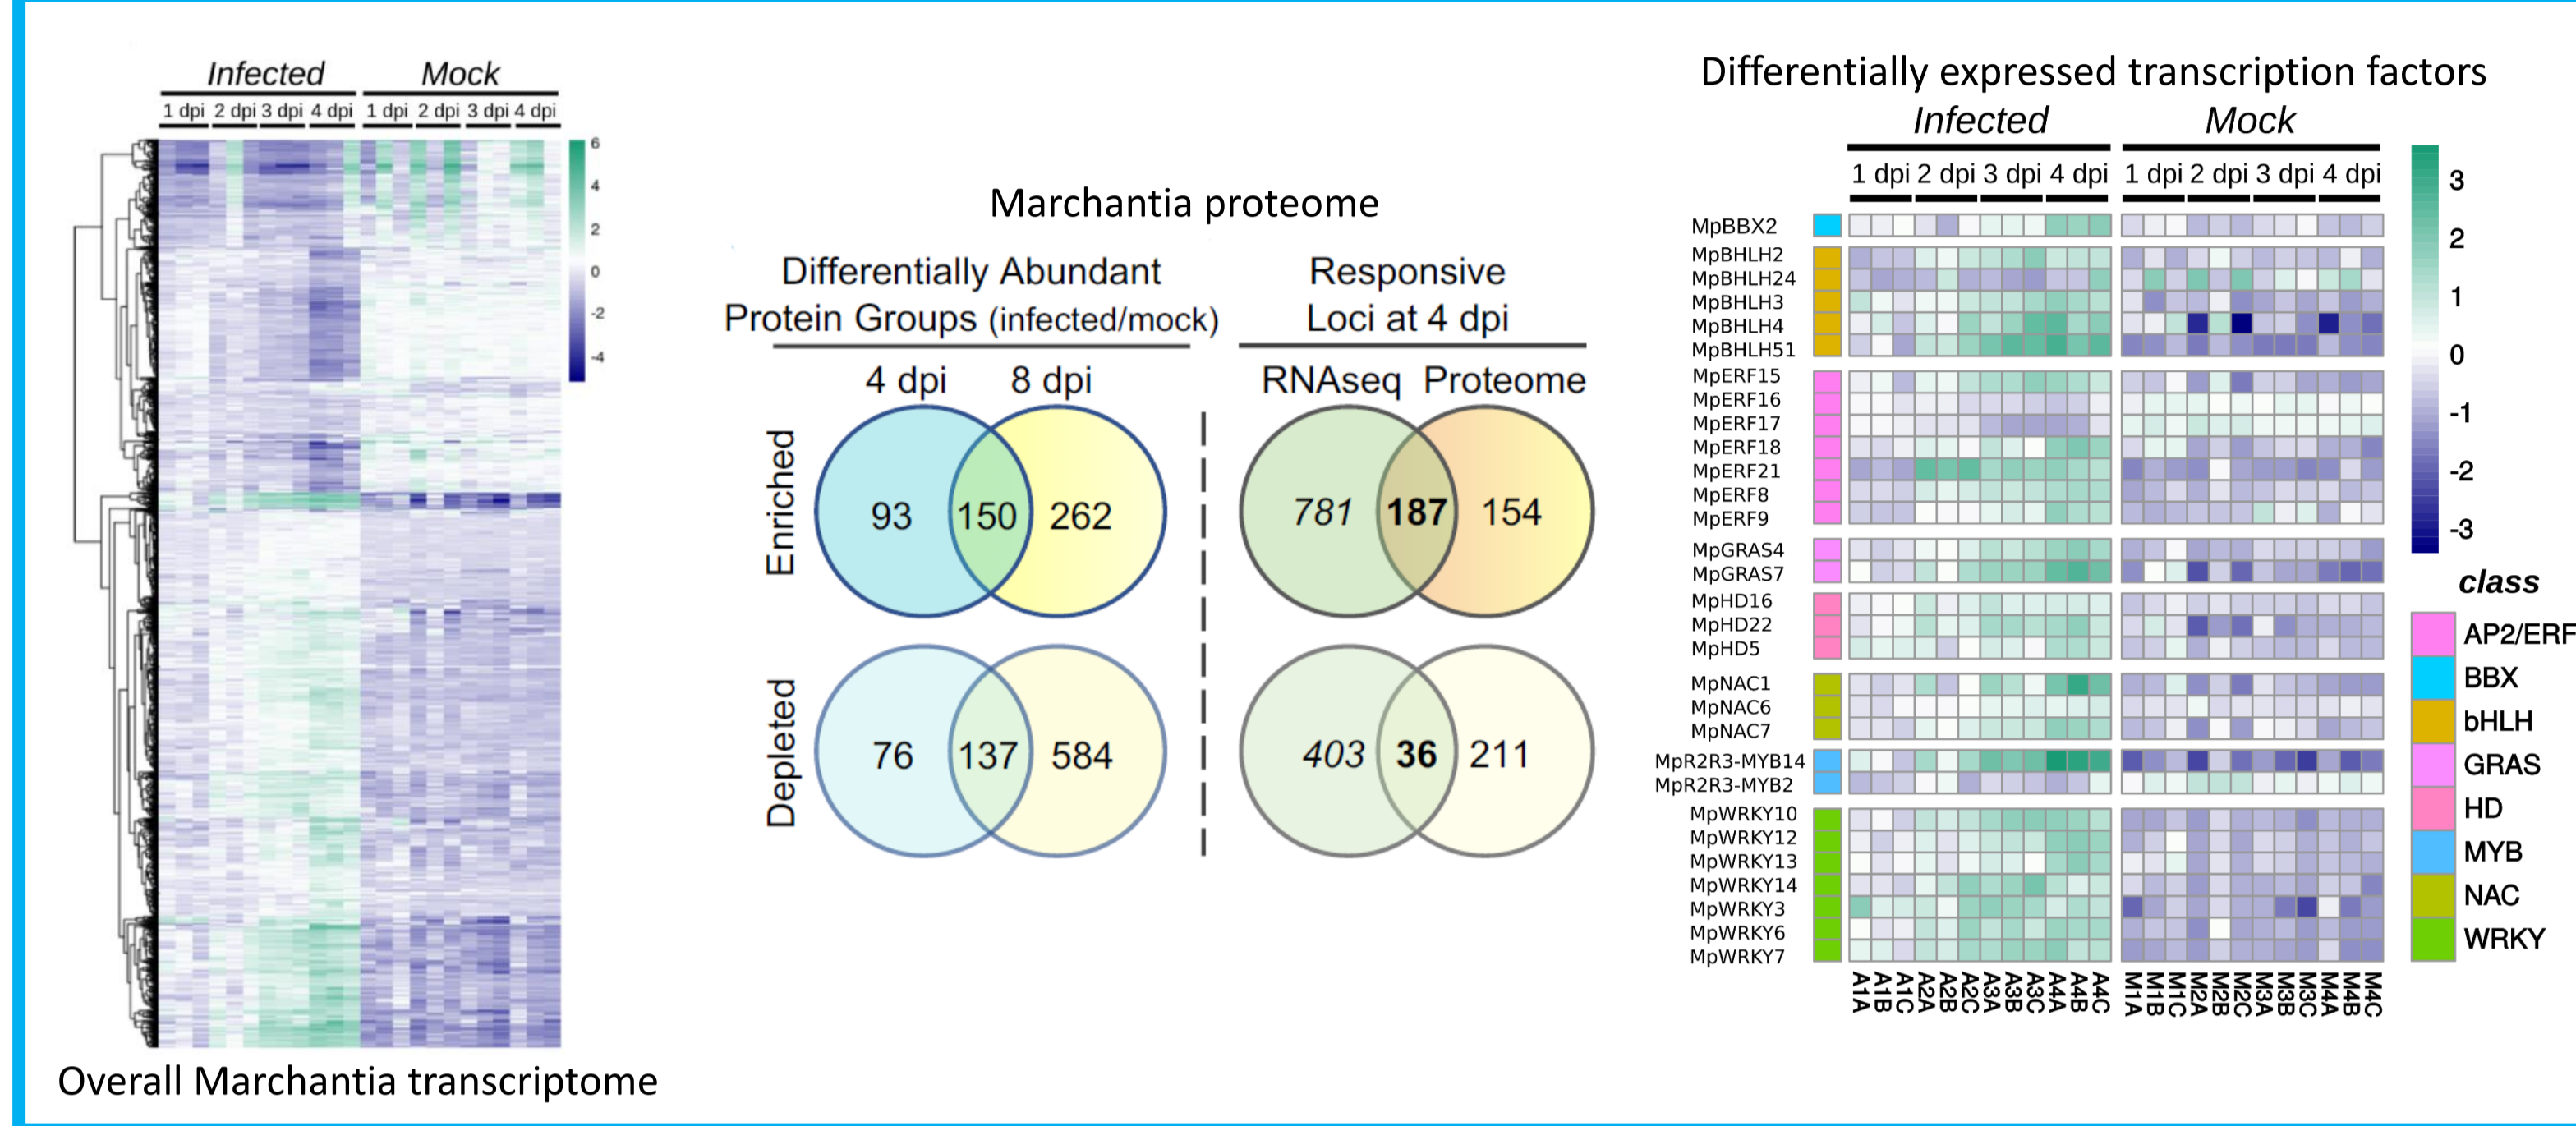 Infected Mock
1 dpi 2 dpi 3 dpi 4 dpi 1 dpi 2 dpi 3 dpi 4 dpi
6
4
2
0
-2
-4
Overall Marchantia transcriptome
Marchantia proteome
Differentially Abundant
Protein Groups (infected/mock)
4 dpi 8 dpi
Responsive
Loci at 4 dpi
RNAseq Proteome
Enriched
93 150 262
781 187 154
Depleted
76 137 584
403 36 211
Differentially expressed transcription factors
Infected Mock
1 dpi 2 dpi 3 dpi 4 dpi 1 dpi 2 dpi 3 dpi 4 dpi
MpBBX2
MpBHLH2
MpBHLH24
MpBHLH3
MpBHLH4
MpBHLH51
MpERF15
MpERF16
MpERF17
MpERF18
MpERF21
MpERF8
MpERF9
MpGRAS4
MpGRAS7
MpHD16
MpHD22
MpHD5
MpNAC1
MpNAC6
MpNAC7
MpR2R3-MYB14
MpR2R3-MYB2
MpWRKY10
MpWRKY12
MpWRKY13
MpWRKY14
MpWRKY3
MpWRKY6
MpWRKY7
A1A A1B A1C A2A A2B A2C A3A A3B A3C A4A A4B A4C M1A M1B M1C M2A M2B M2C M3A M3B M3C M4A M4B M4C
3
2
1
0
-1
-2
-3
class
AP2/ERF
BBX
bHLH
GRAS
HD
MYB
NAC
WRKY